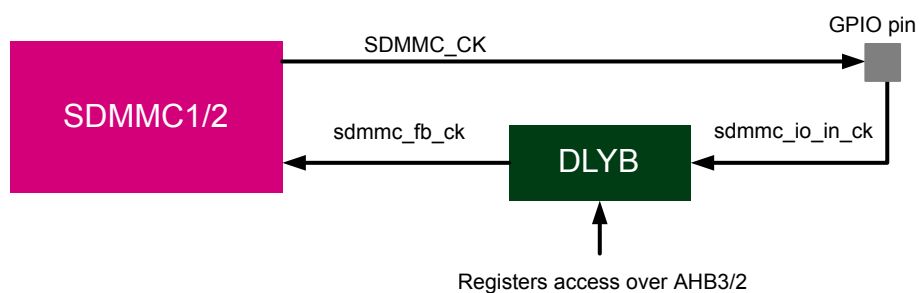 GPIO pin
SDMMC_CK
SDMMC1/2
sdmmc_fb_ck
sdmmc_io_in_ck
DLYB
Registers access over AHB3/2